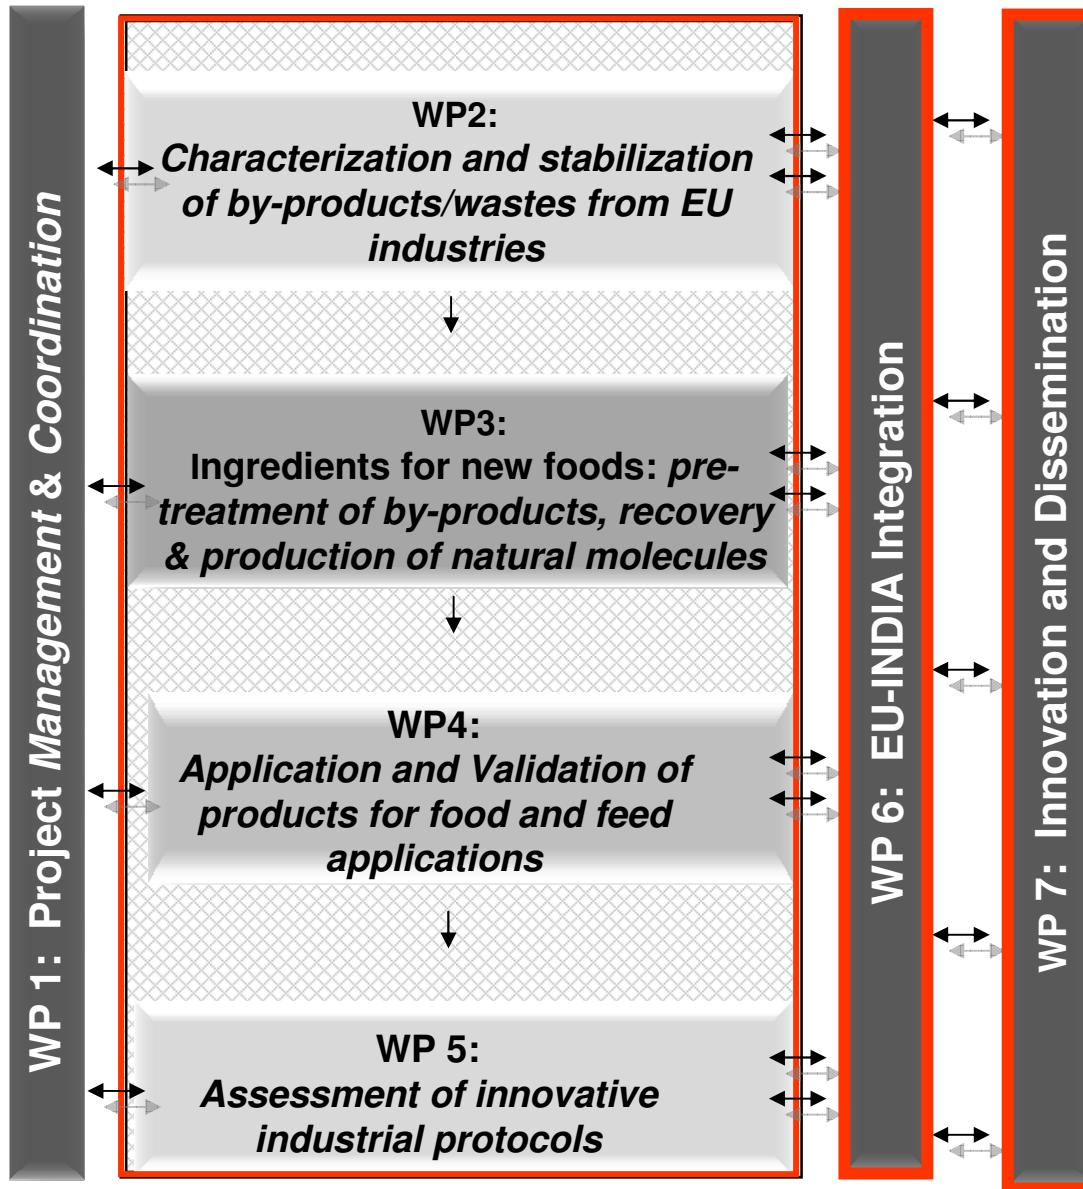 WP 1:  Project Management & Coordination
WP2:
Characterization and stabilization
of by-products/wastes from EU
industries
WP3:
Ingredients for new foods: pre-
treatment of by-products, recovery
& production of natural molecules
WP4:
Application and Validation of
products for food and feed
applications
WP 5:
Assessment of innovative
industrial protocols
WP 6:  EU-INDIA Integration
WP 7:  Innovation and Dissemination